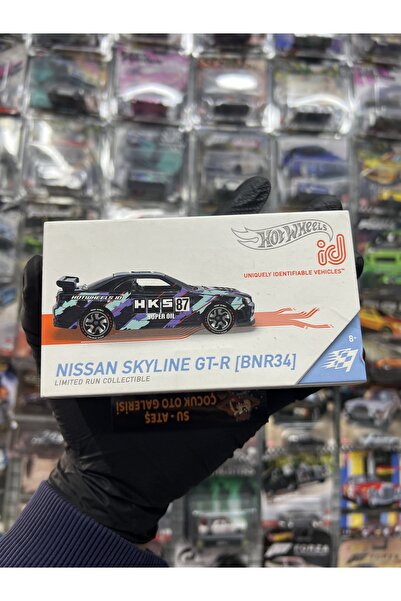 HOT WHEELS
id
UNIQUELY IDENTIFIABLE VEHICLES™
HOTWHEELS ID
HKS 87
SUPER OIL
8+
NISSAN SKYLINE GT-R [BNR34]
LIMITED RUN COLLECTIBLE
SU - ATEŞ
ÇOCUK OTO GALERİSİ